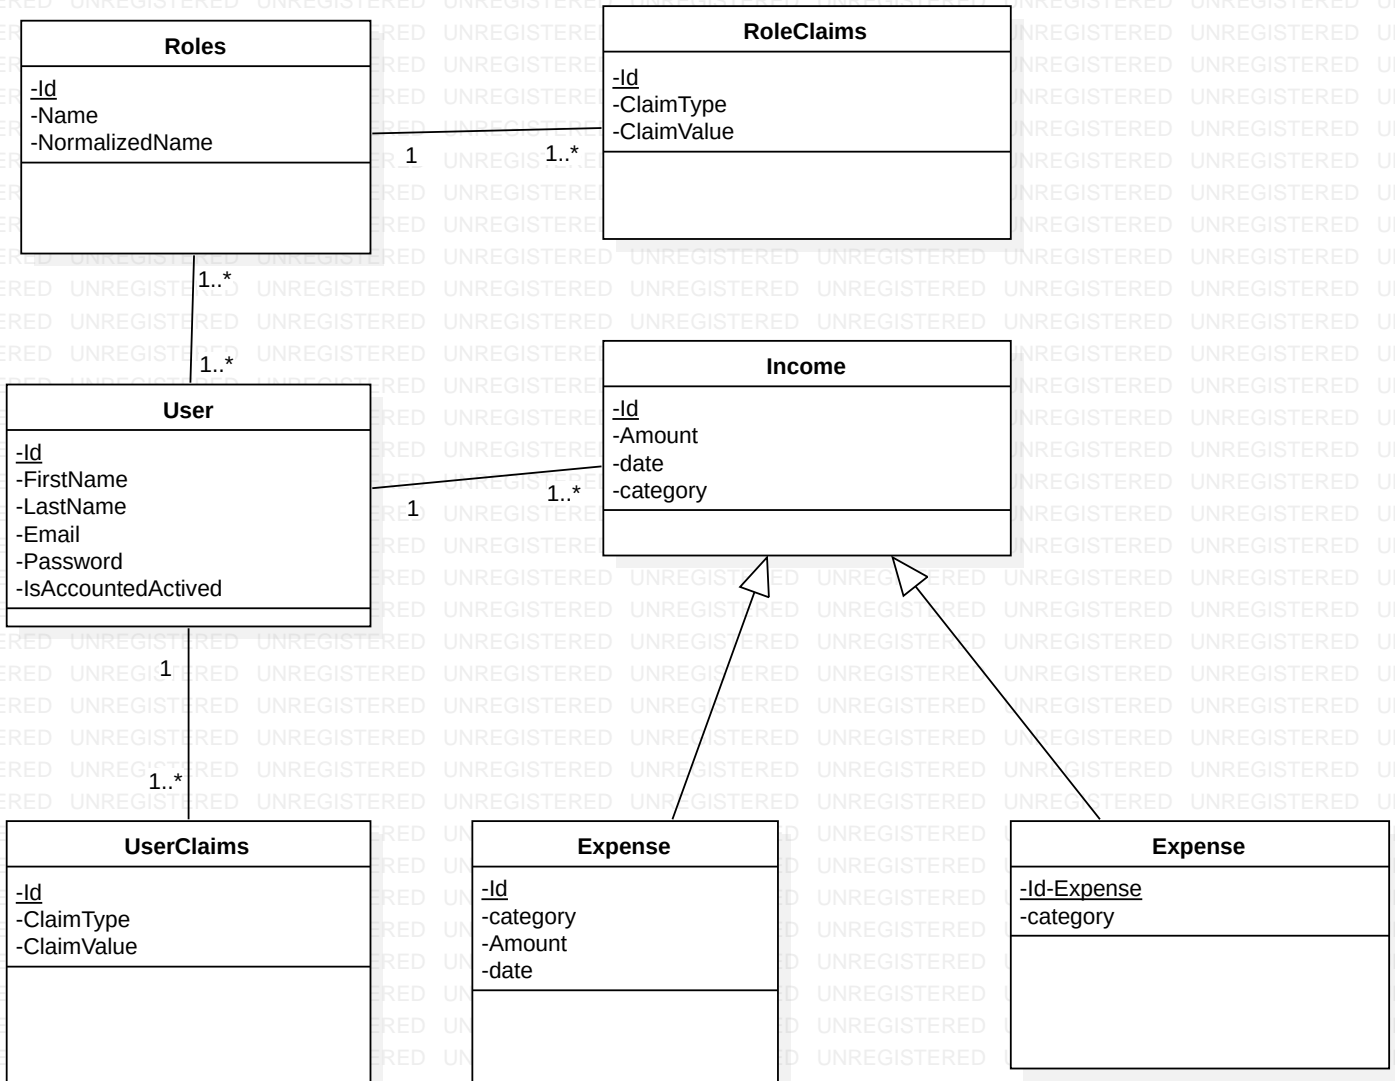 Roles
-Id
-Name
-NormalizedName
RoleClaims
-Id
-ClaimType
-ClaimValue
1
1..*
1..*
1..*
User
-Id
-FirstName
-LastName
-Email
-Password
-IsAccountedActived
Income
-Id
-Amount
-date
-category
1
1..*
1
1..*
UserClaims
-Id
-ClaimType
-ClaimValue
Expense
-Id
-category
-Amount
-date
Expense
-Id-Expense
-category
UNREGISTERED